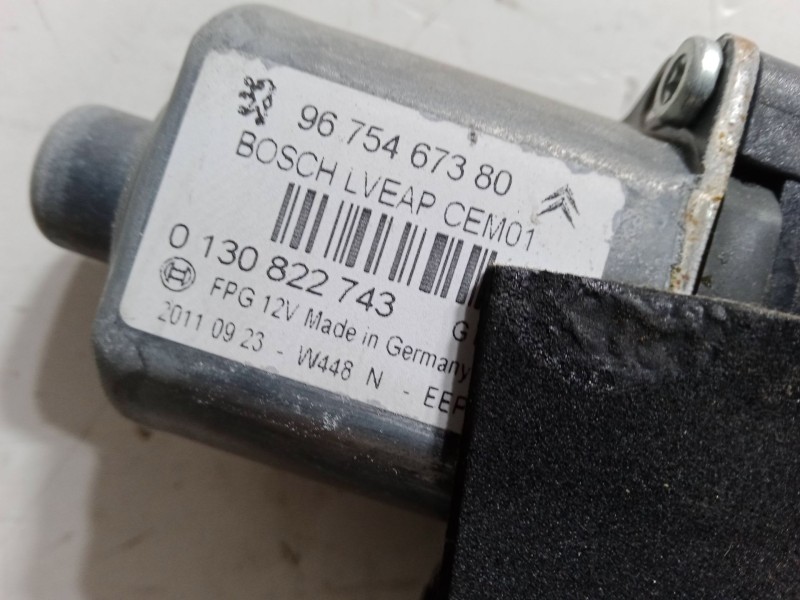 96 754 673 80
BOSCH LVEAP CEM01
0 130 822 743 G
FPG 12V Made in Germany
2011 09 23 - W448 N -